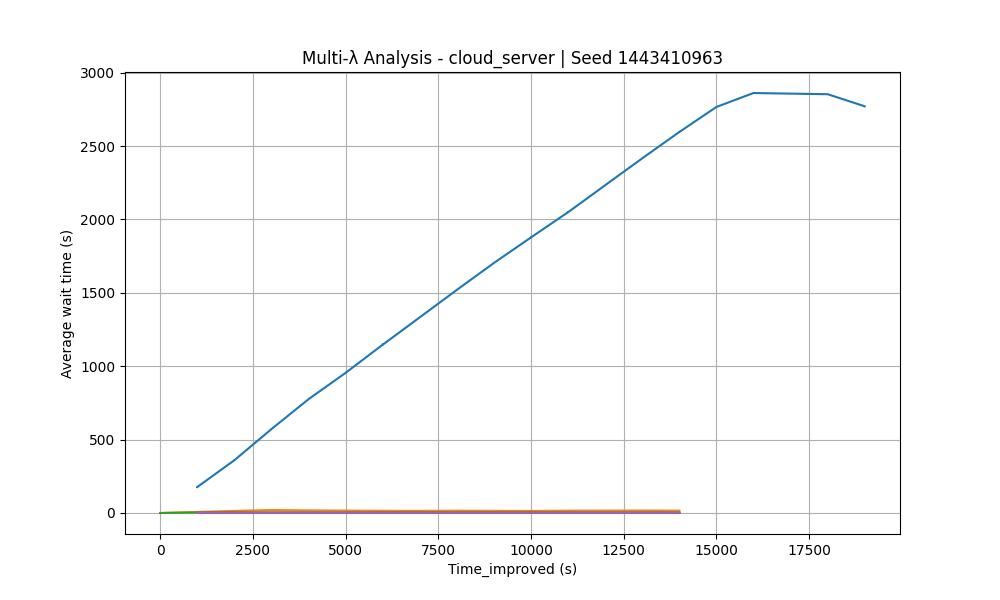 Multi-λ Analysis - cloud_server | Seed 1443410963
3000
2500
2000
1500
1000
500
0
Average wait time (s)
0 2500 5000 7500 10000 12500 15000 17500
Time_improved (s)